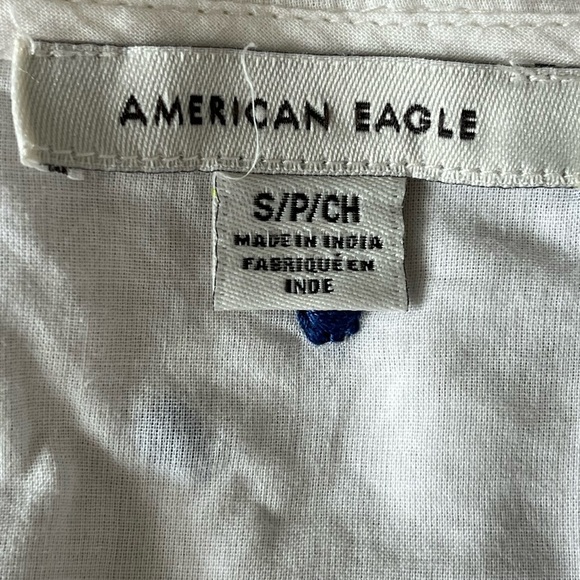 AMERICAN EAGLE
S/P/CH
MADE IN INDIA
FABRIQUÉ EN
INDE